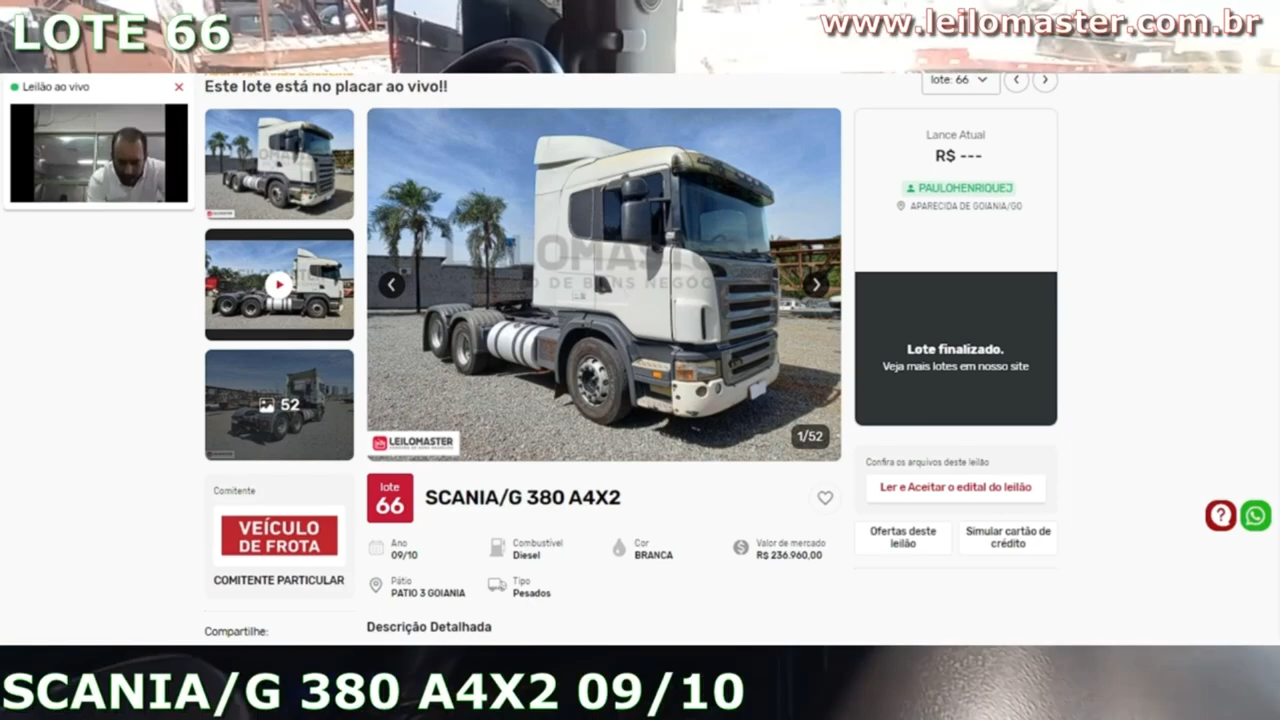 LOTE 66
www.leilomaster.com.br
Leilão ao vivo
Este lote está no placar ao vivo!!
lote: 66
52
LEILOMASTER
1/52
Lance Atual
R$ ---
PAULOHENRIQUEJ
APARECIDA DE GOIANIA/GO
Lote finalizado.
Veja mais lotes em nosso site
Confira os arquivos deste leilão
Ler e Aceitar o edital do leilão
Ofertas deste
leilão
Simular cartão de
crédito
Comitente
VEÍCULO
DE FROTA
COMITENTE PARTICULAR
Compartilhe:
lote
66
SCANIA/G 380 A4X2
Ano
09/10
Combustível
Diesel
Cor
BRANCA
Valor de mercado
R$ 236.960,00
Pátio
PATIO 3 GOIANIA
Tipo
Pesados
Descrição Detalhada
SCANIA/G 380 A4X2 09/10